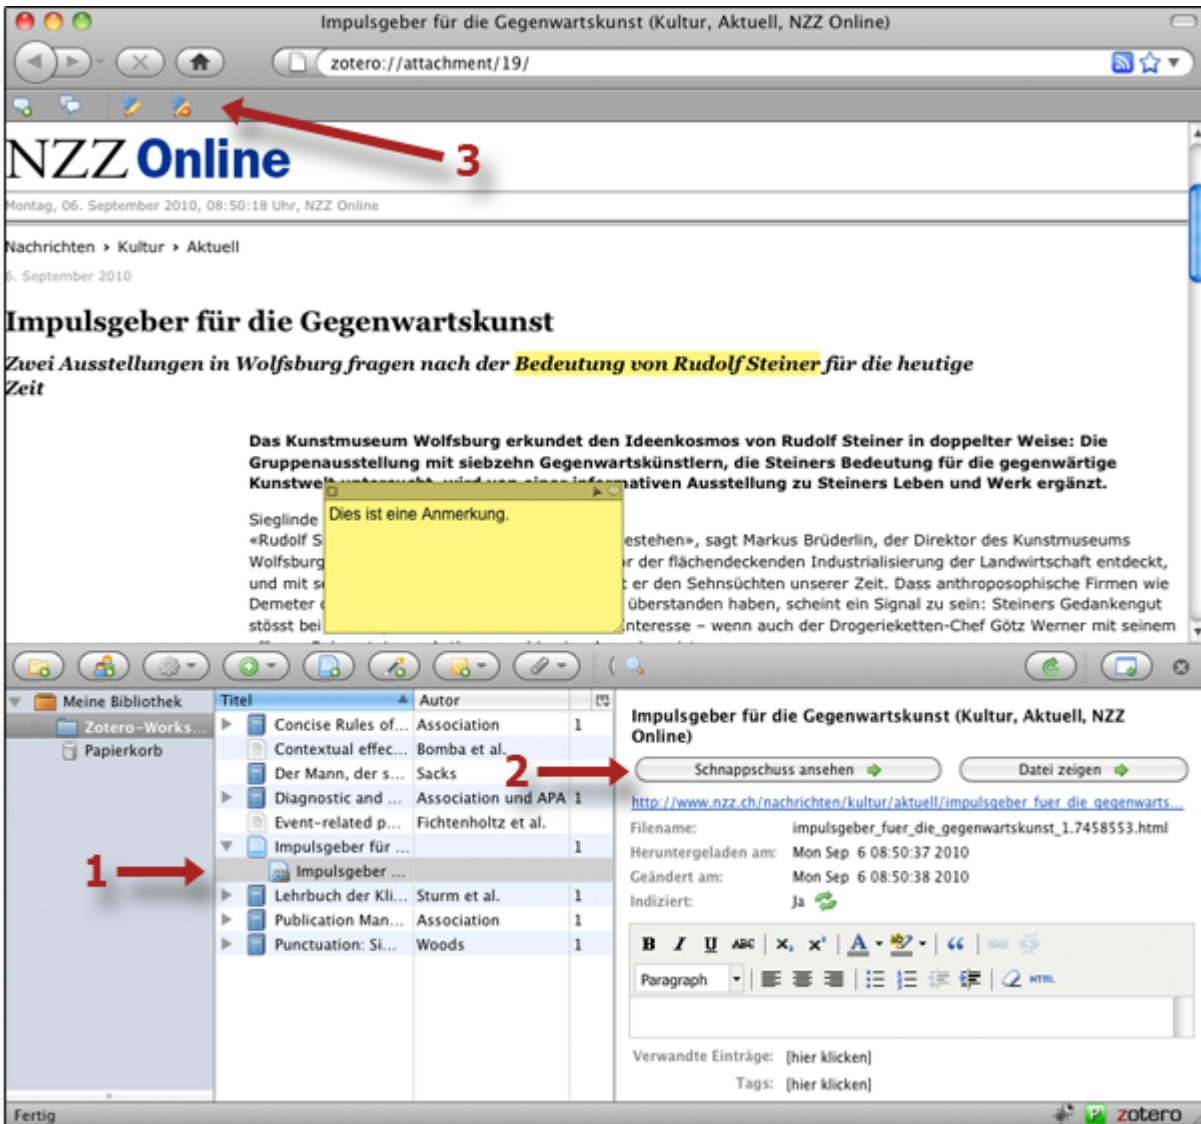 Impulsgeber für die Gegenwartskunst (Kultur, Aktuell, NZZ Online)
zotero://attachment/19/
3
NZZ Online
Montag, 06. September 2010, 08:50:18 Uhr, NZZ Online
Nachrichten > Kultur > Aktuell
6. September 2010
Impulsgeber für die Gegenwartskunst
Zwei Ausstellungen in Wolfsburg fragen nach der Bedeutung von Rudolf Steiner für die heutige
Zeit
Das Kunstmuseum Wolfsburg erkundet den Ideenkosmos von Rudolf Steiner in doppelter Weise: Die
Gruppenausstellung mit siebzehn Gegenwartskünstlern, die Steiners Bedeutung für die gegenwärtige
Kunstwelt untersucht, wird von einer informativen Ausstellung zu Steiners Leben und Werk ergänzt.
Sieglinde
Dies ist eine Anmerkung.
«Rudolf S estehen», sagt Markus Brüderlin, der Direktor des Kunstmuseums
Wolfsburg r der flächendeckenden Industrialisierung der Landwirtschaft entdeckt,
und mit s t er den Sehnsüchten unserer Zeit. Dass anthroposophische Firmen wie
Demeter überstanden haben, scheint ein Signal zu sein: Steiners Gedankengut
stösst bei nteresse – wenn auch der Drogerieketten-Chef Götz Werner mit seinem
Meine Bibliothek
Zotero-Works...
Papierkorb
Titel Autor
Concise Rules of... Association 1
Contextual effec... Bomba et al.
Der Mann, der s... Sacks
Diagnostic and ... Association und APA 1
Event-related p... Fichtenholtz et al.
Impulsgeber für ... 1
1
Impulsgeber ...
Lehrbuch der Kli... Sturm et al. 1
Publication Man... Association 1
Punctuation: Si... Woods 1
Impulsgeber für die Gegenwartskunst (Kultur, Aktuell, NZZ
Online)
2
Schnappschuss ansehen Datei zeigen
http://www.nzz.ch/nachrichten/kultur/aktuell/impulsgeber_fuer_die_gegenwarts...
Filename: impulsgeber_fuer_die_gegenwartskunst_1.7458553.html
Heruntergeladen am: Mon Sep 6 08:50:37 2010
Geändert am: Mon Sep 6 08:50:38 2010
Indiziert: Ja
B I U ABC x, x' A ab
Paragraph HTML
Verwandte Einträge: [hier klicken]
Tags: [hier klicken]
Fertig
zotero